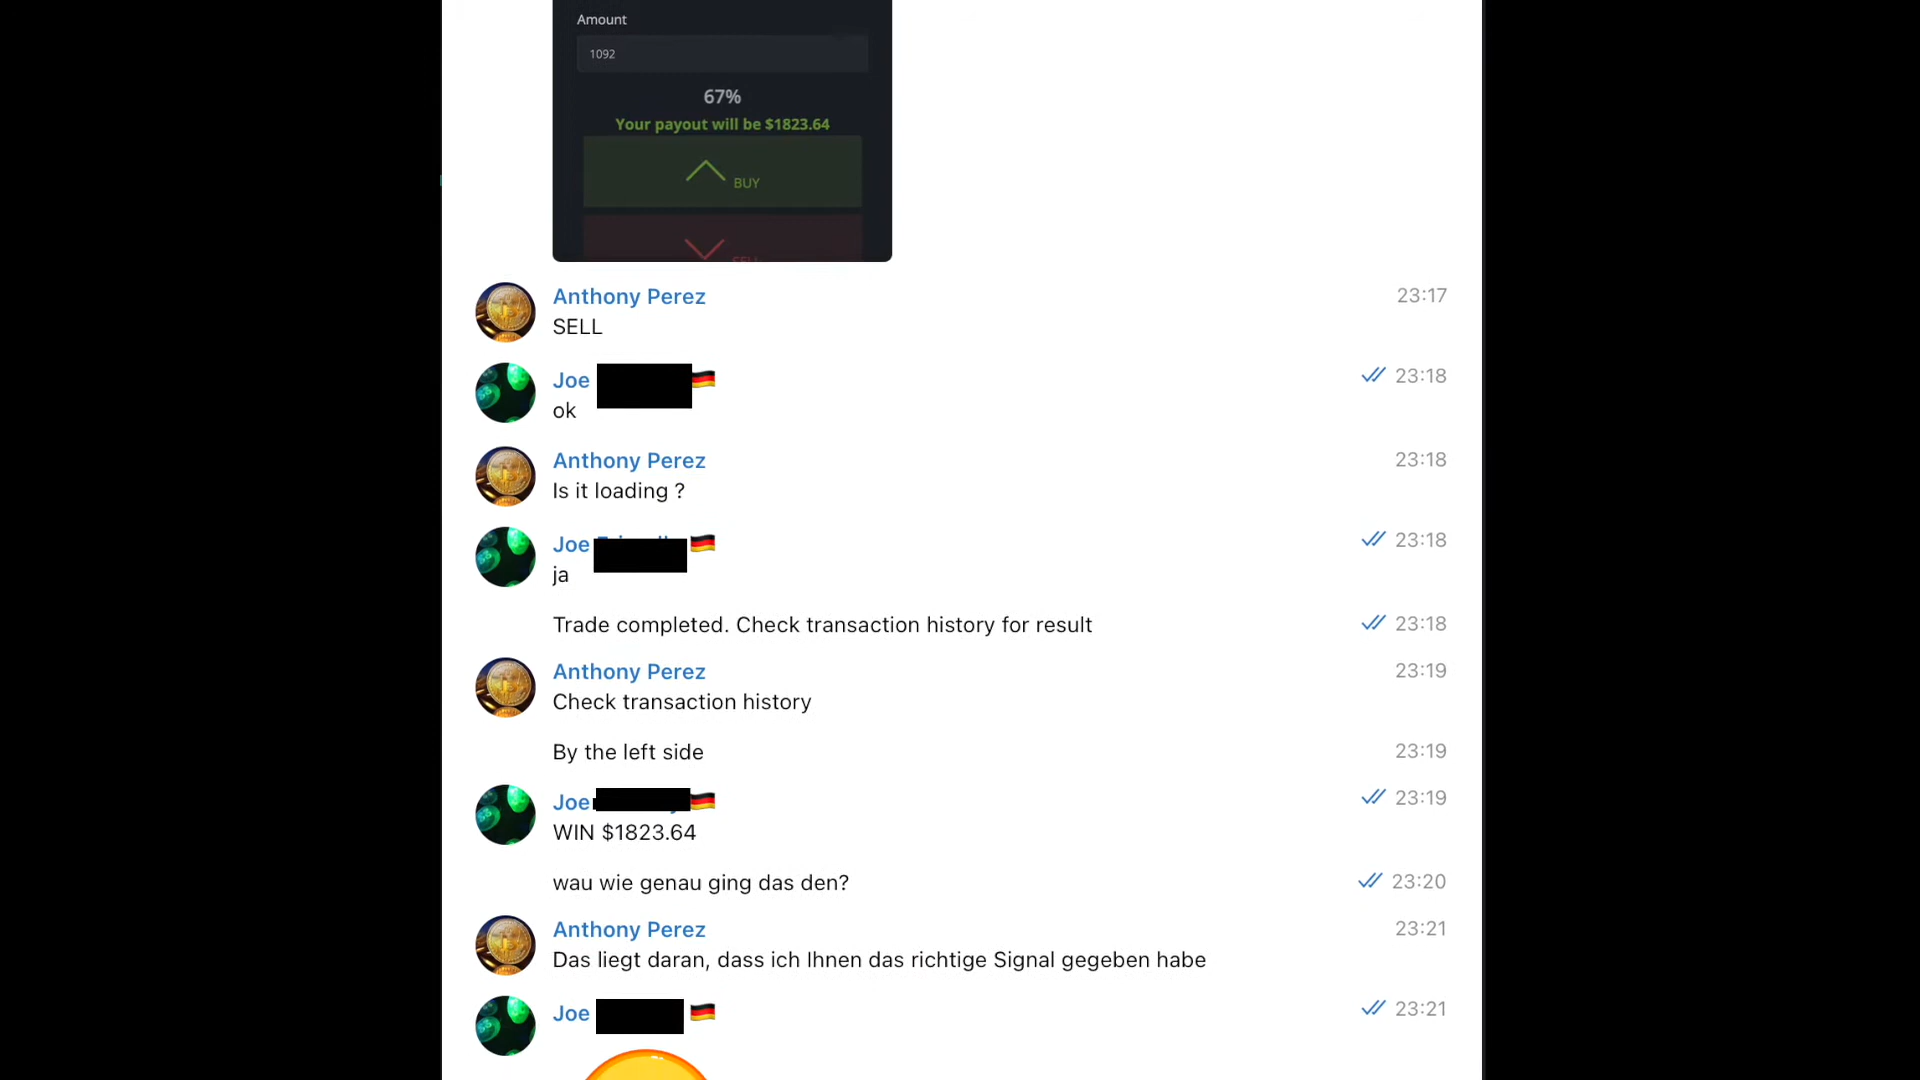 Amount
1092
67%
Your payout will be $1823.64
BUY
Anthony Perez 23:17
SELL
Joe 23:18
ok
Anthony Perez 23:18
Is it loading ?
Joe 23:18
ja
Trade completed. Check transaction history for result 23:18
Anthony Perez 23:19
Check transaction history
By the left side 23:19
Joe 23:19
WIN $1823.64
wau wie genau ging das den? 23:20
Anthony Perez 23:21
Das liegt daran, dass ich Ihnen das richtige Signal gegeben habe
Joe 23:21